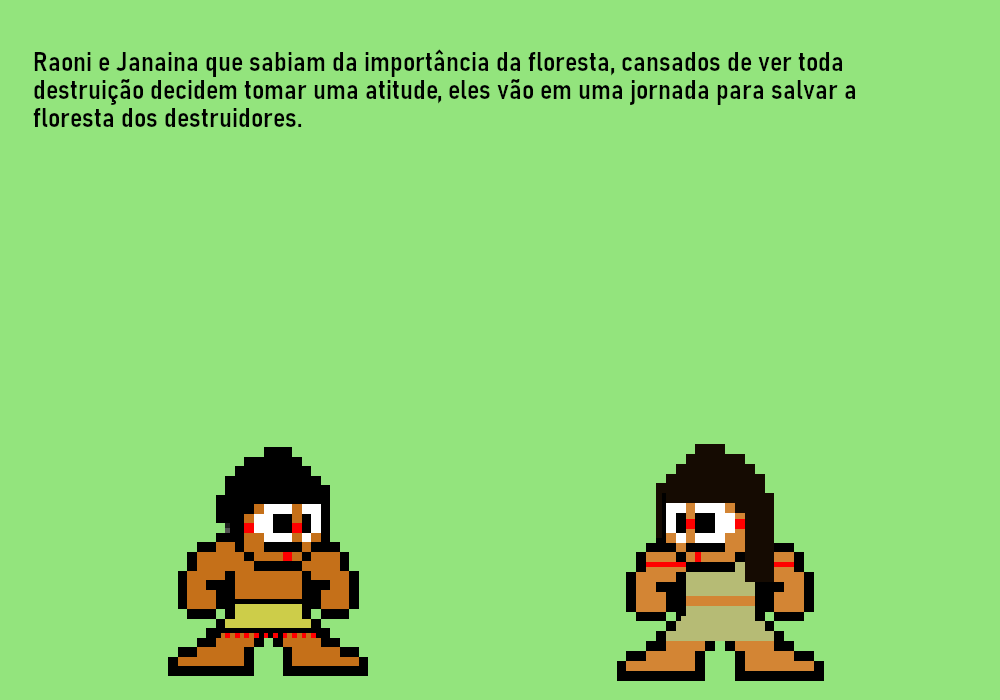 Raoni e Janaina que sabiam da importância da floresta, cansados de ver toda
destruição decidem tomar uma atitude, eles vão em uma jornada para salvar a
floresta dos destruidores.